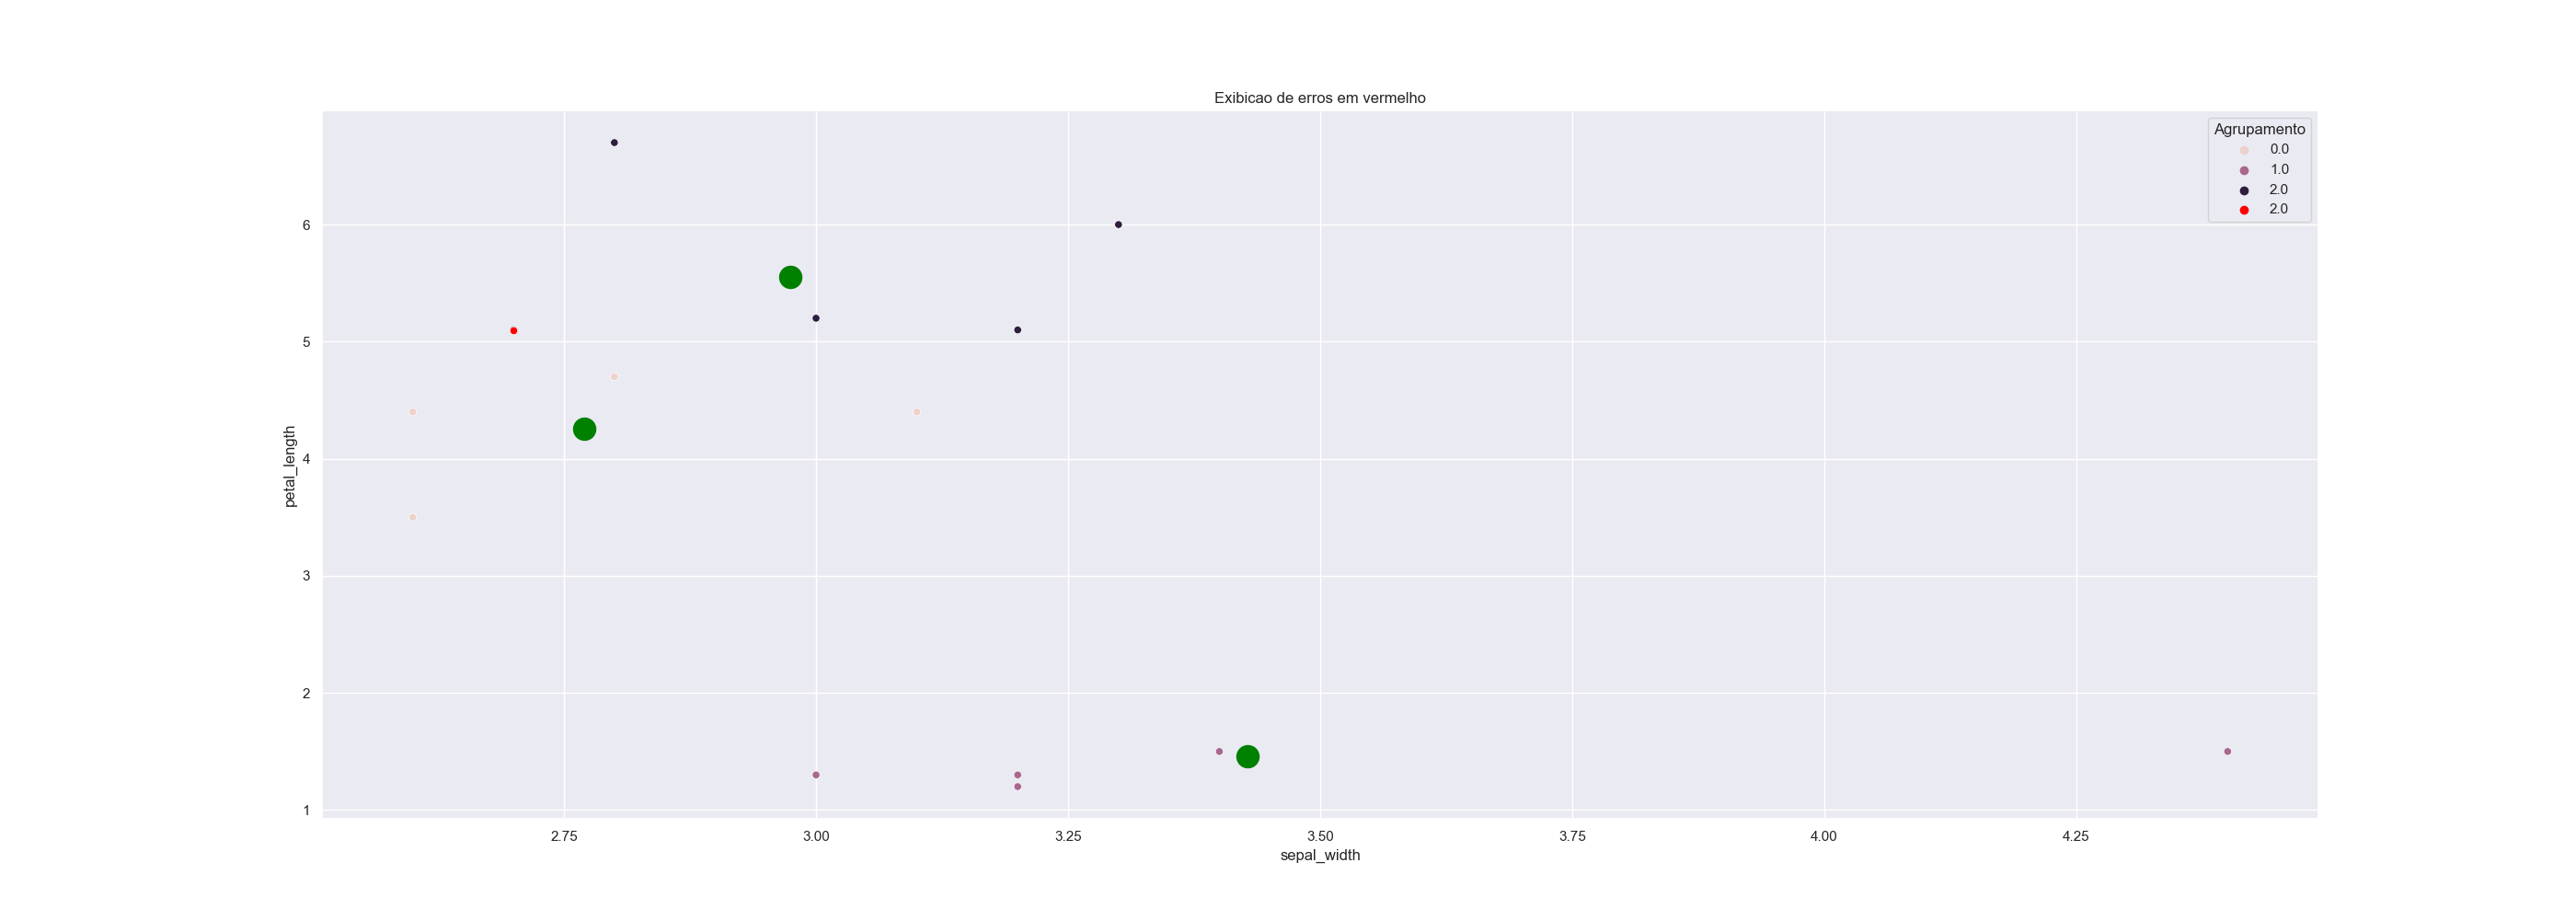 Exibicao de erros em vermelho
Agrupamento
0.0
1.0
2.0
2.0
petal_length
6
5
4
3
2
1
2.75 3.00 3.25 3.50 3.75 4.00 4.25
sepal_width